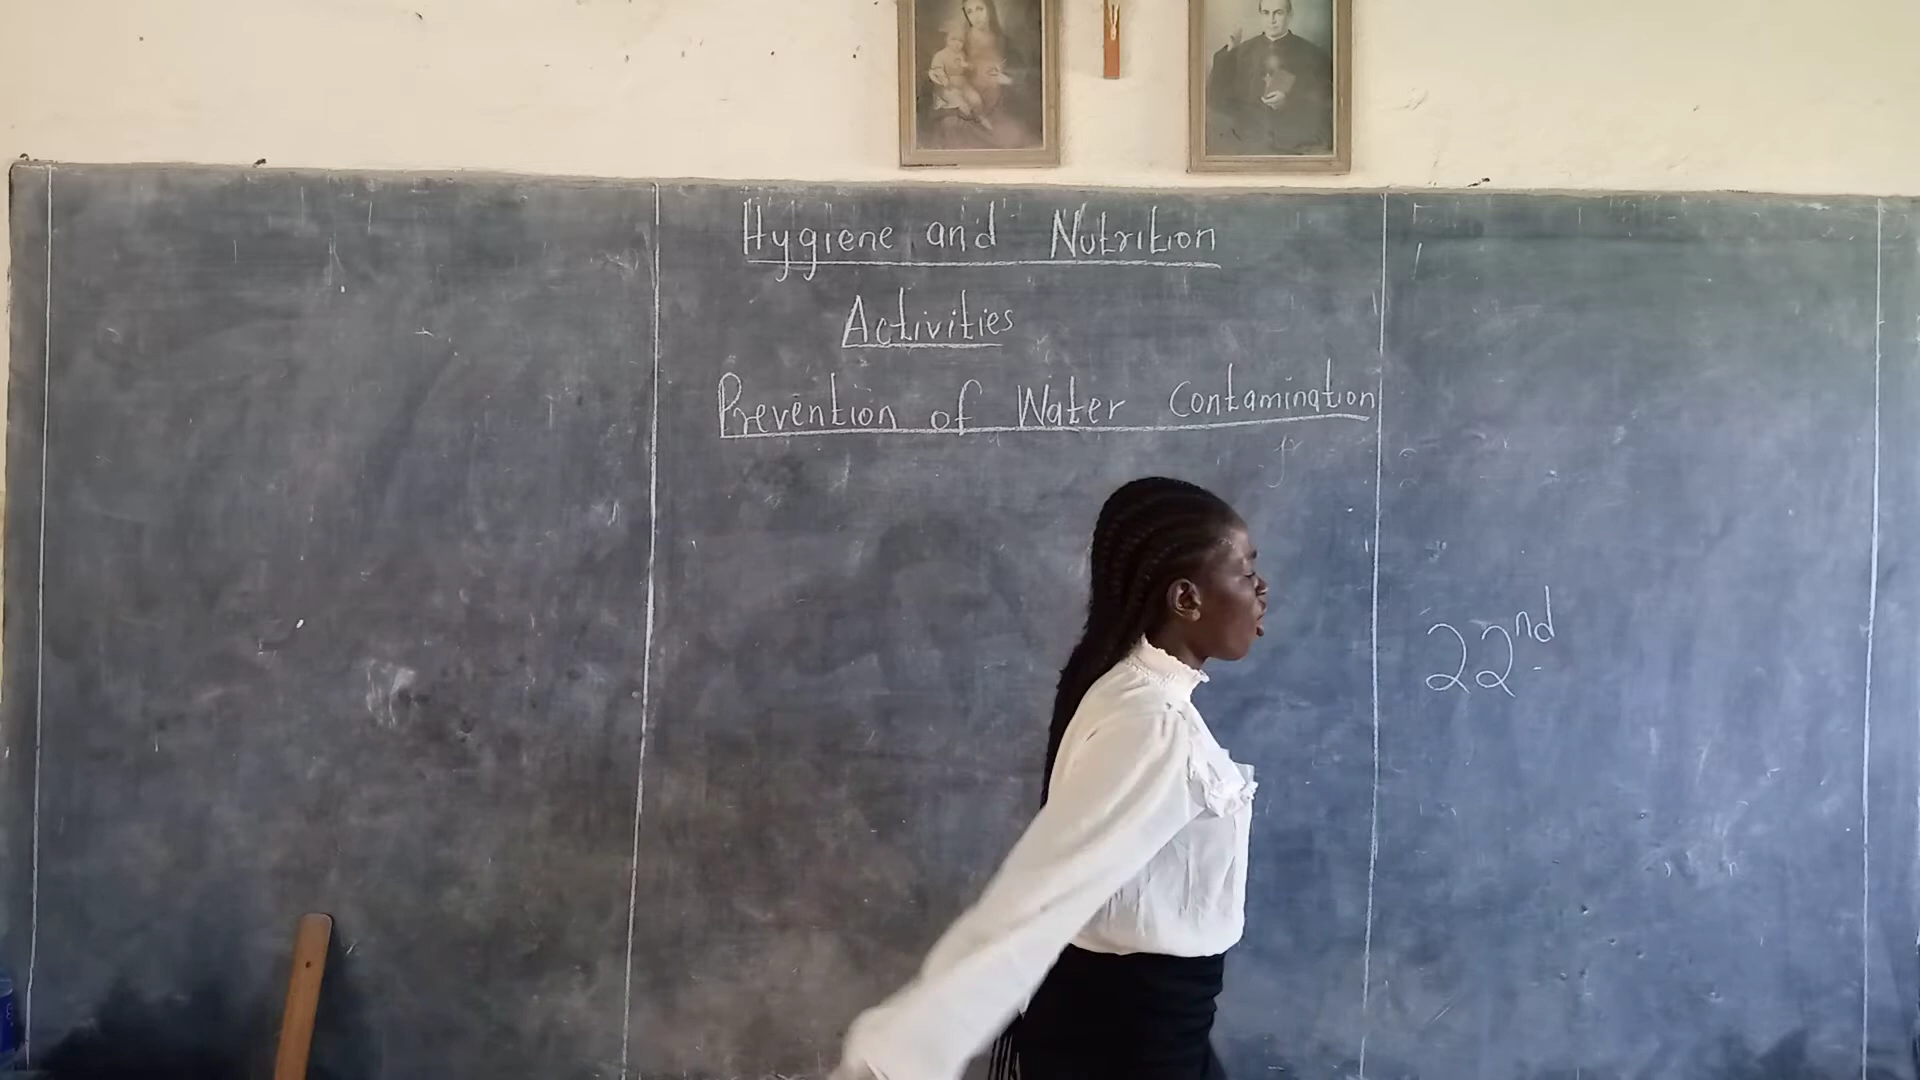 Hygiene and Nutrition
Activities
Prevention of Water Contamination
22nd